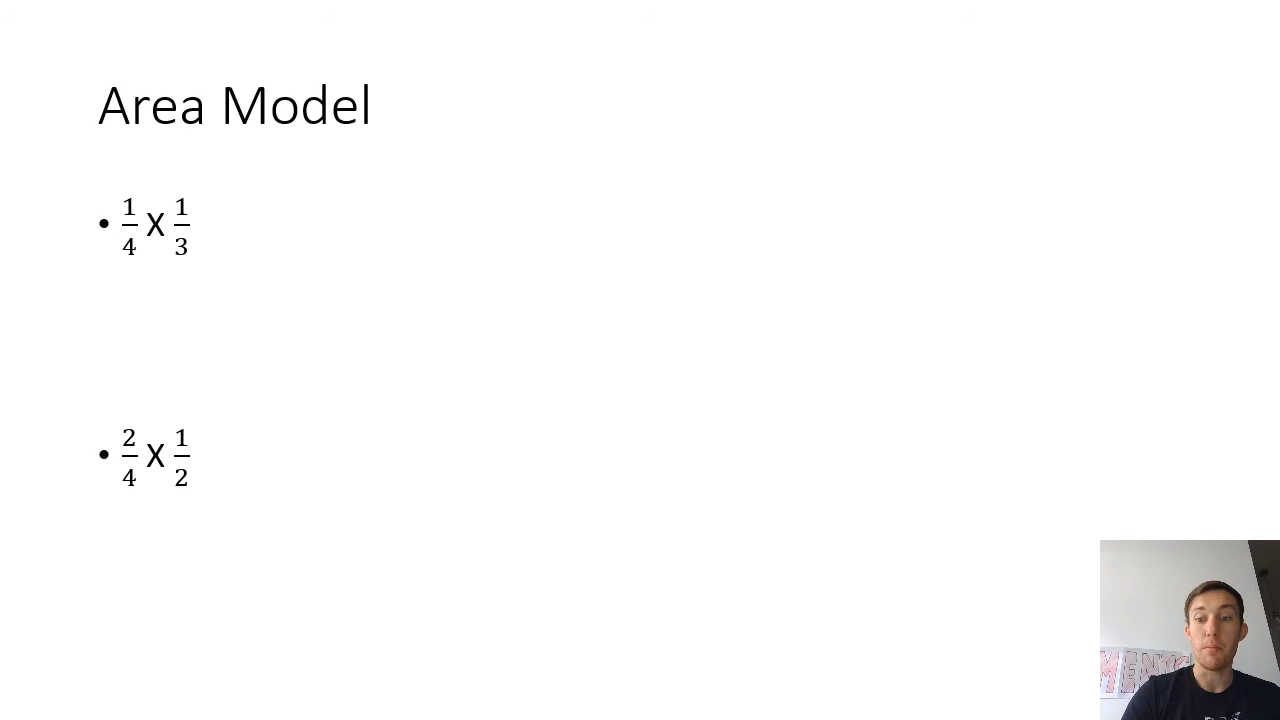 Area Model
• 1/4 X 1/3
• 2/4 X 1/2